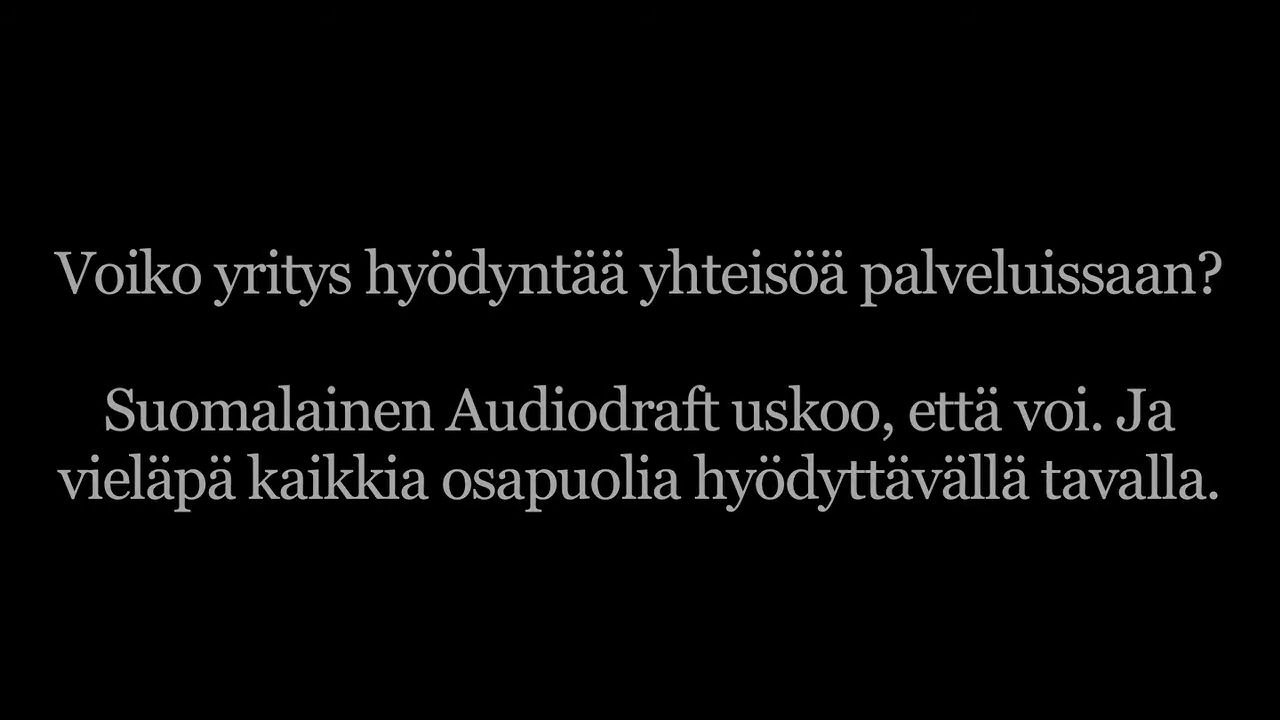 Voiko yritys hyödyntää yhteisöä palveluissaan?
Suomalainen Audiodraft uskoo, että voi. Ja
vieläpä kaikkia osapuolia hyödyttävällä tavalla.